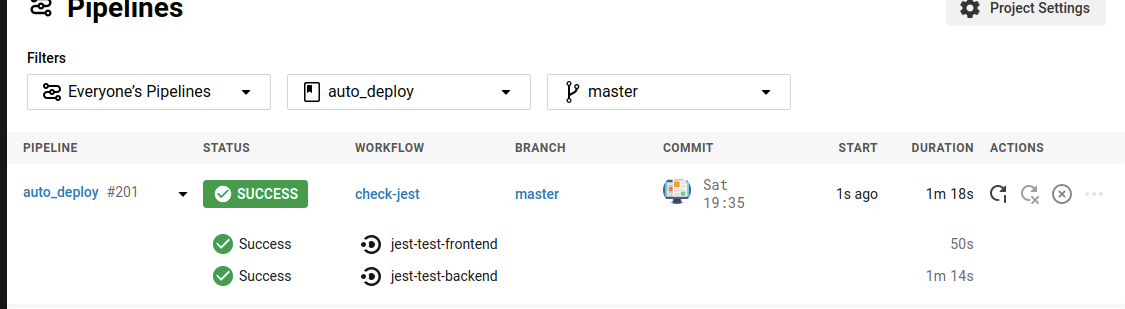 Pipelines
Project Settings
Filters
Everyone’s Pipelines auto_deploy master
PIPELINE STATUS WORKFLOW BRANCH COMMIT START DURATION ACTIONS
auto_deploy #201 SUCCESS check-jest master Sat 19:35 1s ago 1m 18s
Success jest-test-frontend 50s
Success jest-test-backend 1m 14s